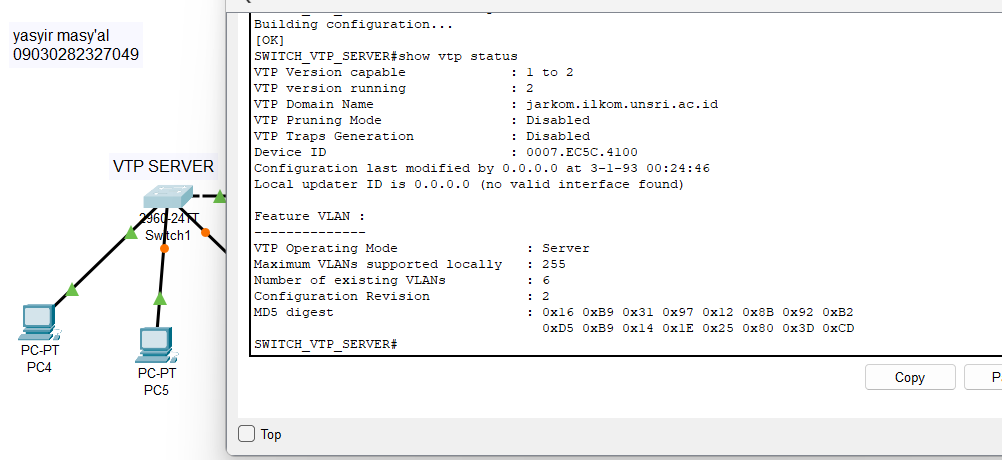 yasyir masy'al
09030282327049
VTP SERVER
2960-24TT
Switch1
PC-PT
PC4
PC-PT
PC5
Building configuration...
[OK]
SWITCH_VTP_SERVER#show vtp status
VTP Version capable : 1 to 2
VTP version running : 2
VTP Domain Name : jarkom.ilkom.unsri.ac.id
VTP Pruning Mode : Disabled
VTP Traps Generation : Disabled
Device ID : 0007.EC5C.4100
Configuration last modified by 0.0.0.0 at 3-1-93 00:24:46
Local updater ID is 0.0.0.0 (no valid interface found)
Feature VLAN :
--------------
VTP Operating Mode : Server
Maximum VLANs supported locally : 255
Number of existing VLANs : 6
Configuration Revision : 2
MD5 digest : 0x16 0xB9 0x31 0x97 0x12 0x8B 0x92 0xB2
0xD5 0xB9 0x14 0x1E 0x25 0x80 0x3D 0xCD
SWITCH_VTP_SERVER#
Copy
Top